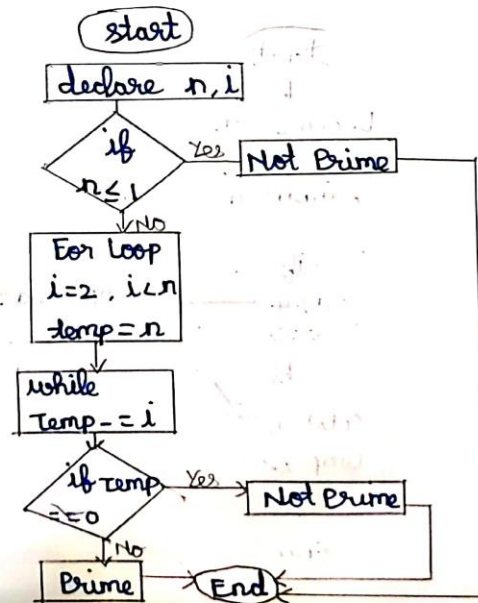 start
declare n, i
if
n ≤ 1
Yes
Not Prime
No
For Loop
i=2, i<n
temp = n
while
Temp -= i
if Temp
==0
Yes
Not Prime
No
Prime
End